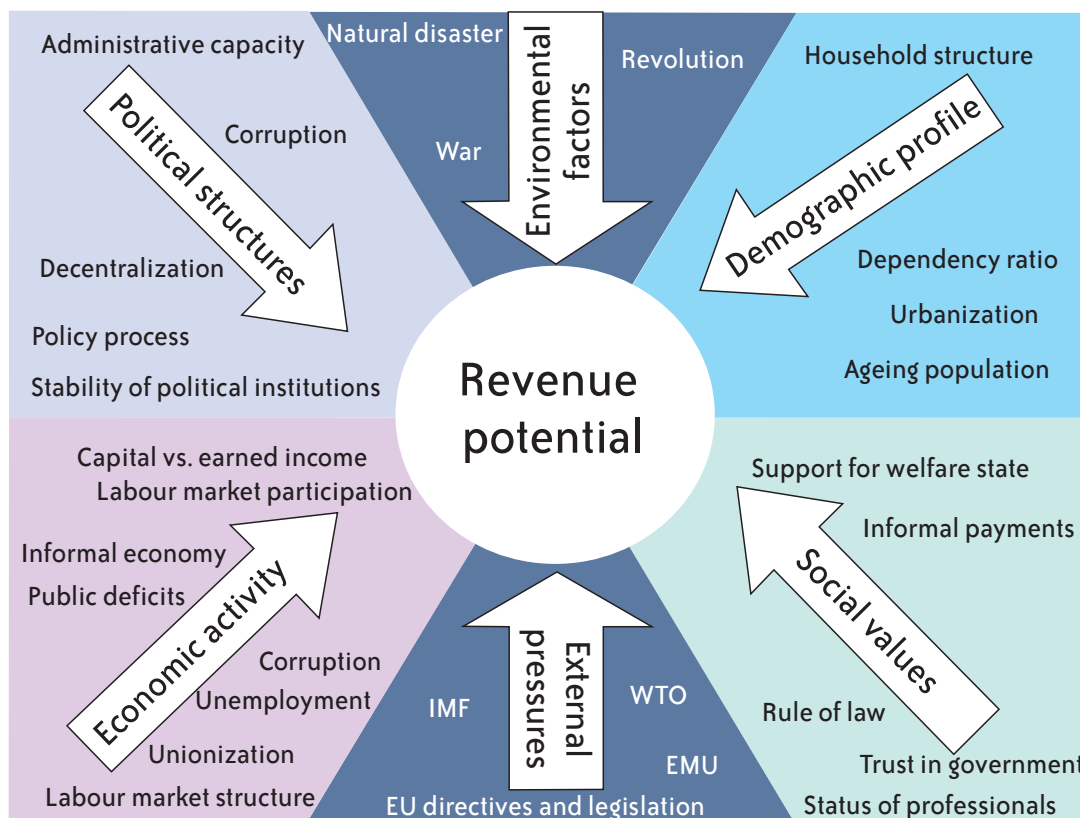 Administrative capacity
Corruption
Political structures
Decentralization
Policy process
Stability of political institutions
Natural disaster
Revolution
War
Environmental
factors
Household structure
Demographic profile
Dependency ratio
Urbanization
Ageing population
Revenue
potential
Capital vs. earned income
Labour market participation
Informal economy
Public deficits
Economic activity
Corruption
Unemployment
Unionization
Labour market structure
External
pressures
IMF
WTO
EMU
EU directives and legislation
Support for welfare state
Informal payments
Social values
Rule of law
Trust in government
Status of professionals